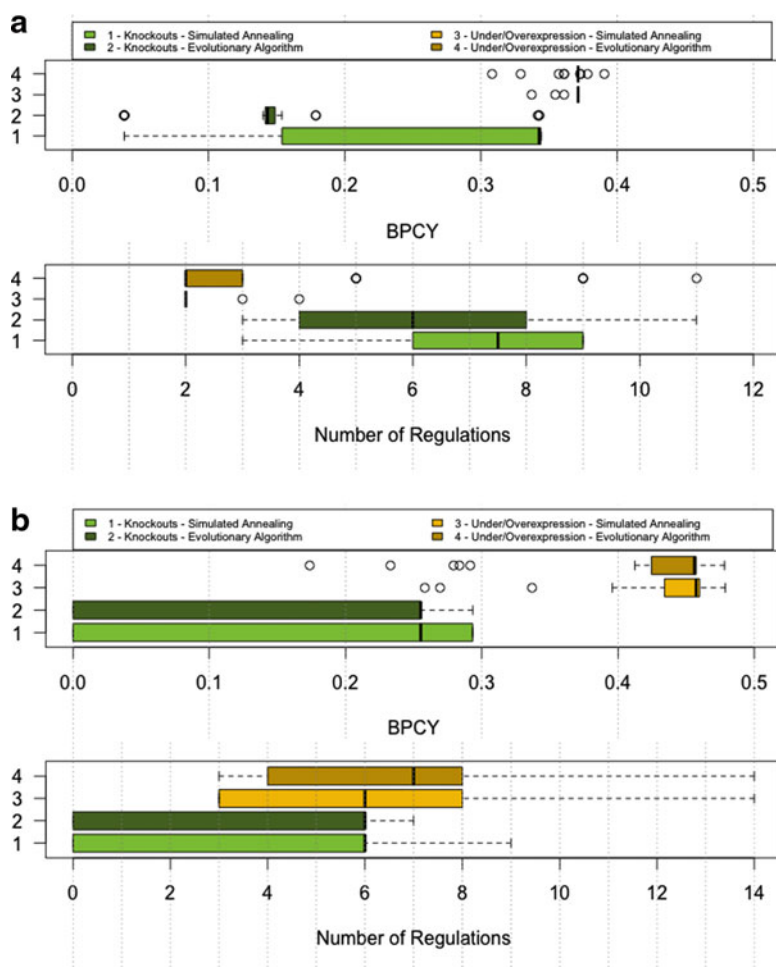 a
1 - Knockouts - Simulated Annealing 3 - Under/Overexpression - Simulated Annealing
2 - Knockouts - Evolutionary Algorithm 4 - Under/Overexpression - Evolutionary Algorithm
4
3
2
1
0.0 0.1 0.2 0.3 0.4 0.5
BPCY
4
3
2
1
0 2 4 6 8 10 12
Number of Regulations
b
1 - Knockouts - Simulated Annealing 3 - Under/Overexpression - Simulated Annealing
2 - Knockouts - Evolutionary Algorithm 4 - Under/Overexpression - Evolutionary Algorithm
4
3
2
1
0.0 0.1 0.2 0.3 0.4 0.5
BPCY
4
3
2
1
0 2 4 6 8 10 12 14
Number of Regulations